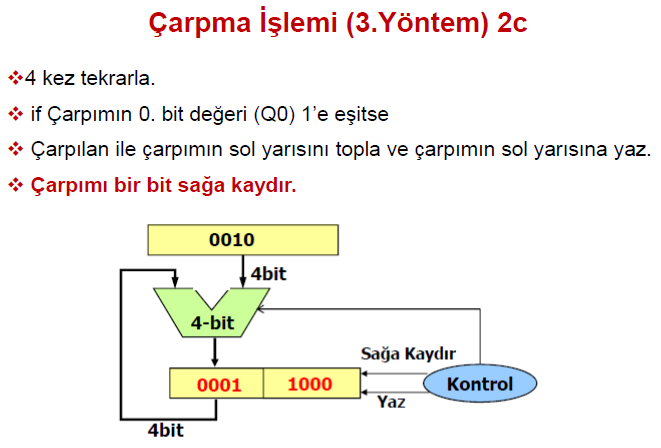 Çarpma İşlemi (3.Yöntem) 2c
❖4 kez tekrarla.
❖ if Çarpımın 0. bit değeri (Q0) 1’e eşitse
❖ Çarpılan ile çarpımın sol yarısını topla ve çarpımın sol yarısına yaz.
❖ Çarpımı bir bit sağa kaydır.
0010
4bit
4-bit
Sağa Kaydır
0001 1000
Kontrol
Yaz
4bit